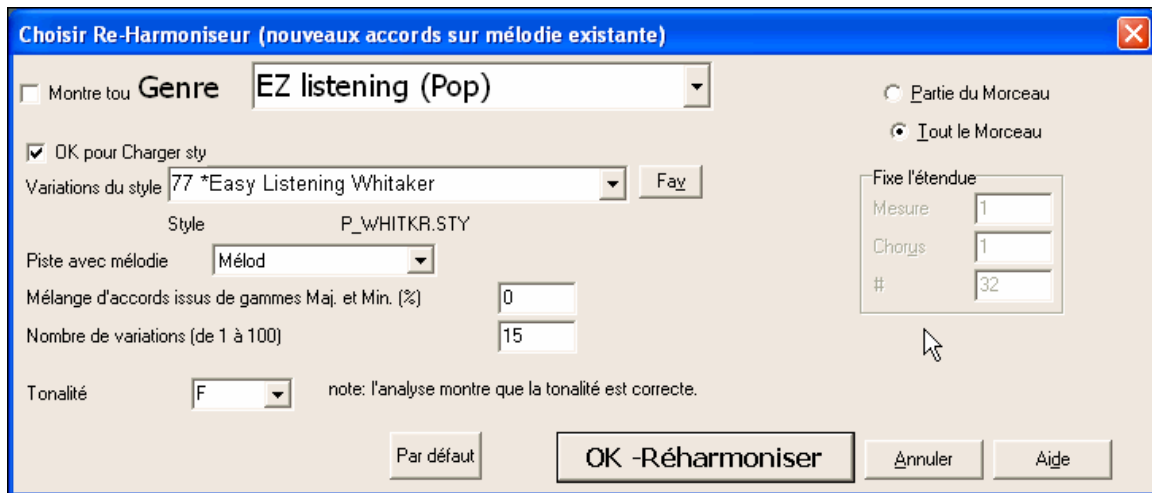 Choisir Re-Harmoniseur (nouveaux accords sur mélodie existante)
Montre tou Genre EZ listening (Pop)
Partie du Morceau
Tout le Morceau
OK pour Charger sty
Variations du style 77 *Easy Listening Whitaker Fav
Fixe l'étendue
Style P_WHITKR.STY
Mesure 1
Piste avec mélodie Mélod
Chorus 1
Mélange d'accords issus de gammes Maj. et Min. (%) 0
# 32
Nombre de variations (de 1 à 100) 15
Tonalité F note: l'analyse montre que la tonalité est correcte.
Par défaut OK -Réharmoniser Annuler Aide